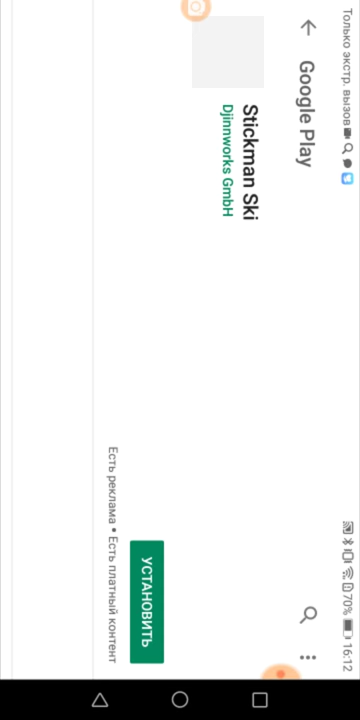 Только экстр. вызов
70% 16:12
Google Play
Stickman Ski
Djinnworks GmbH
УСТАНОВИТЬ
Есть реклама • Есть платный контент